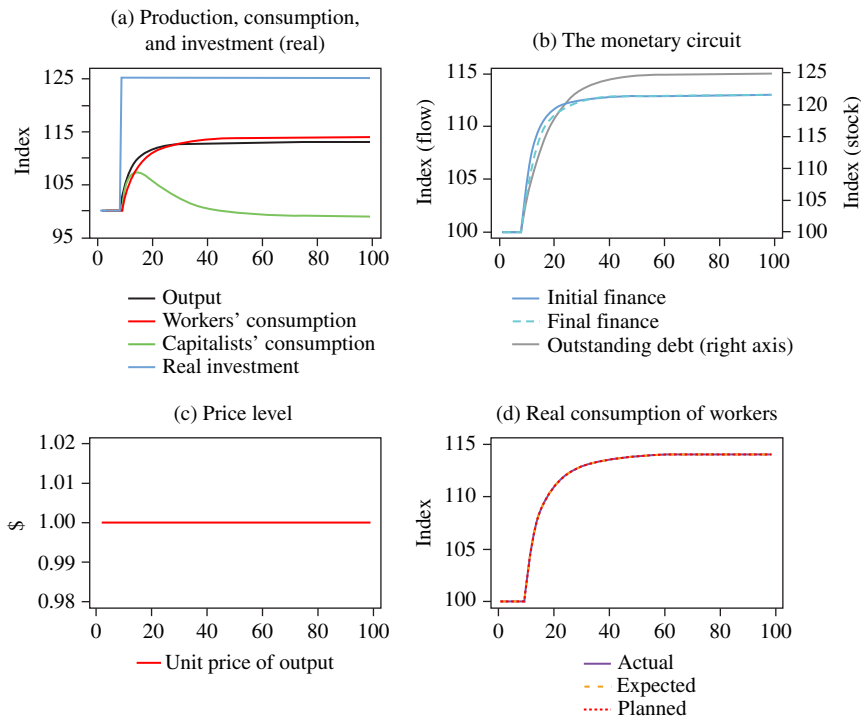 (a) Production, consumption,
and investment (real)
125
115
105
95
Index
0 20 40 60 80 100
Output
Workers’ consumption
Capitalists’ consumption
Real investment
(b) The monetary circuit
115
110
105
100
Index (flow)
125
120
115
110
105
100
Index (stock)
0 20 40 60 80 100
Initial finance
Final finance
Outstanding debt (right axis)
(c) Price level
1.02
1.01
1.00
0.99
0.98
$
0 20 40 60 80 100
Unit price of output
(d) Real consumption of workers
115
110
105
100
Index
0 20 40 60 80 100
Actual
Expected
Planned